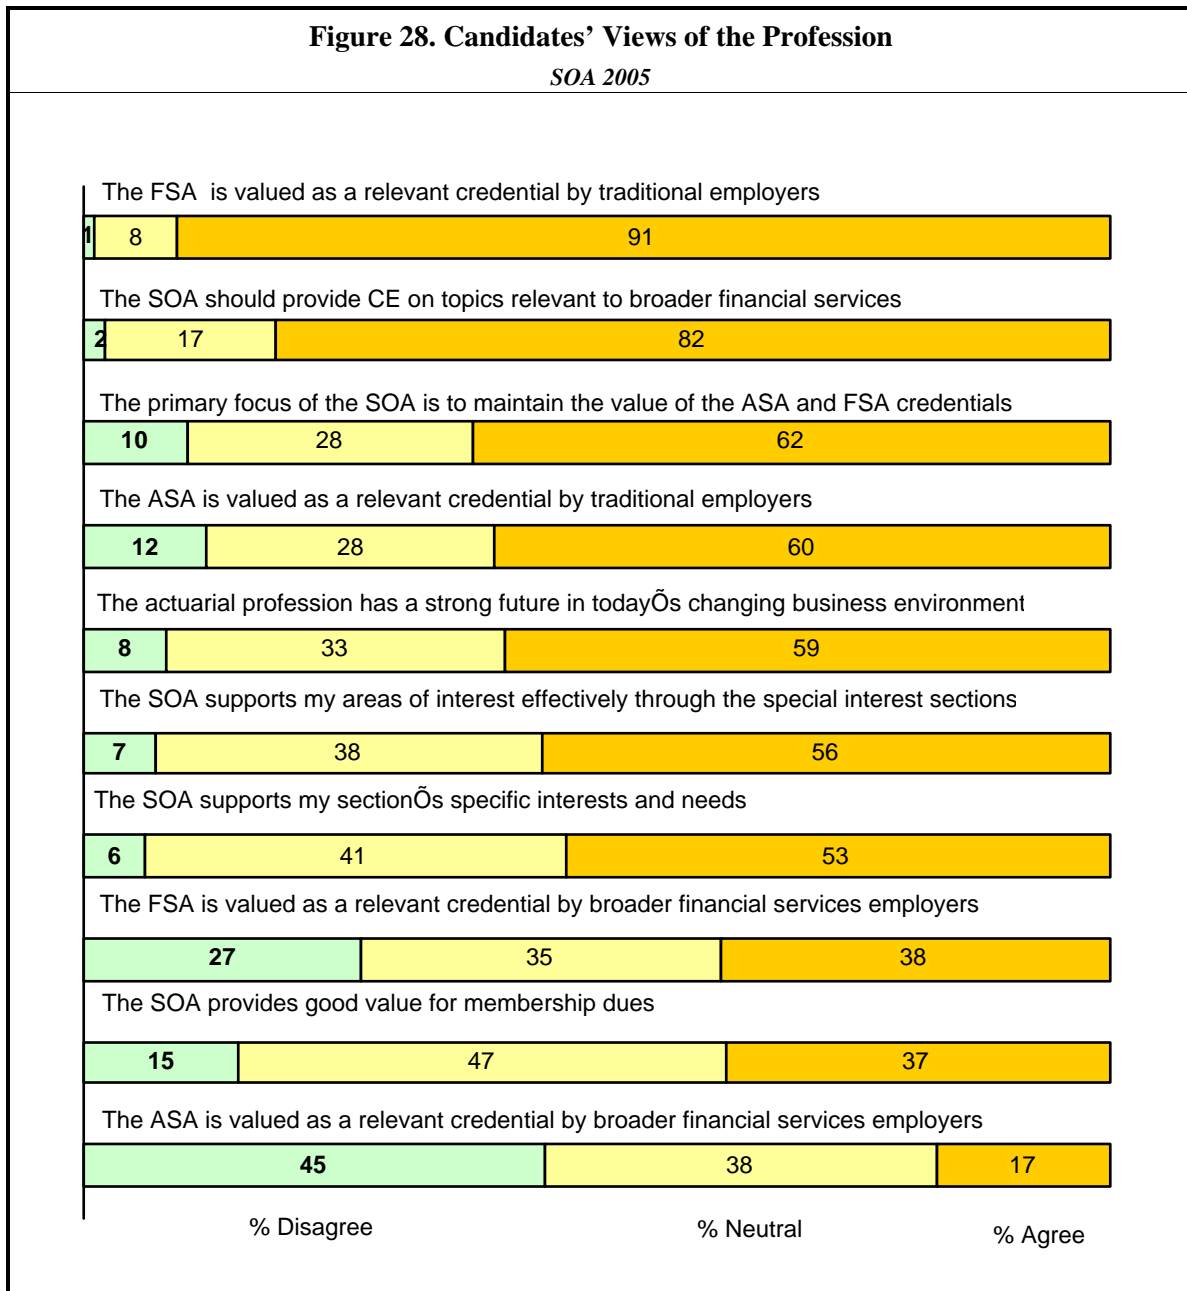 Figure 28. Candidates’ Views of the Profession
SOA 2005
The FSA  is valued as a relevant credential by traditional employers
1 8 91
The SOA should provide CE on topics relevant to broader financial services
2 17 82
The primary focus of the SOA is to maintain the value of the ASA and FSA credentials
10 28 62
The ASA is valued as a relevant credential by traditional employers
12 28 60
The actuarial profession has a strong future in todayÕs changing business environment
8 33 59
The SOA supports my areas of interest effectively through the special interest sections
7 38 56
The SOA supports my sectionÕs specific interests and needs
6 41 53
The FSA is valued as a relevant credential by broader financial services employers
27 35 38
The SOA provides good value for membership dues
15 47 37
The ASA is valued as a relevant credential by broader financial services employers
45 38 17
% Disagree % Neutral % Agree